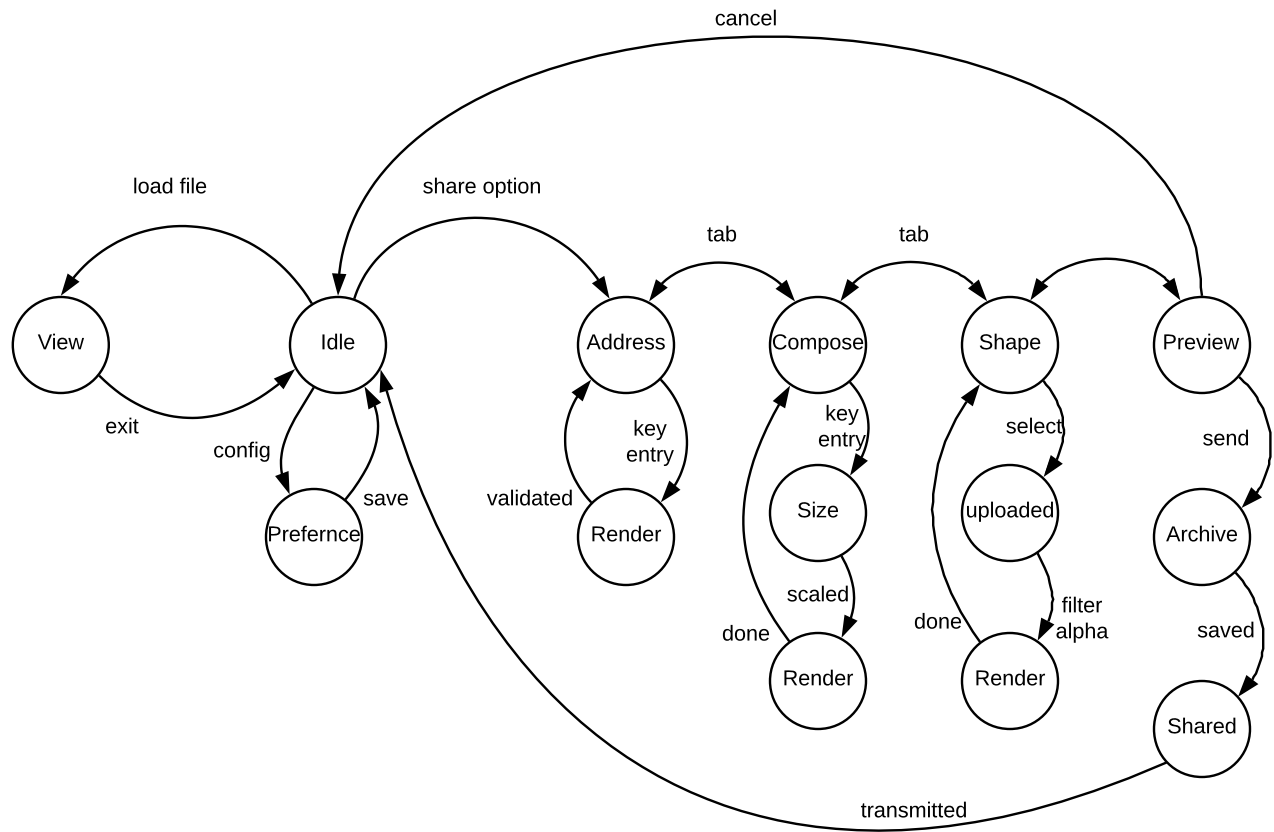 cancel
load file
share option
tab
tab
View
Idle
Address
Compose
Shape
Preview
exit
config
key
entry
key
entry
select
send
save
validated
Prefernce
Render
Size
uploaded
Archive
scaled
done
done
filter
alpha
saved
Render
Render
Shared
transmitted